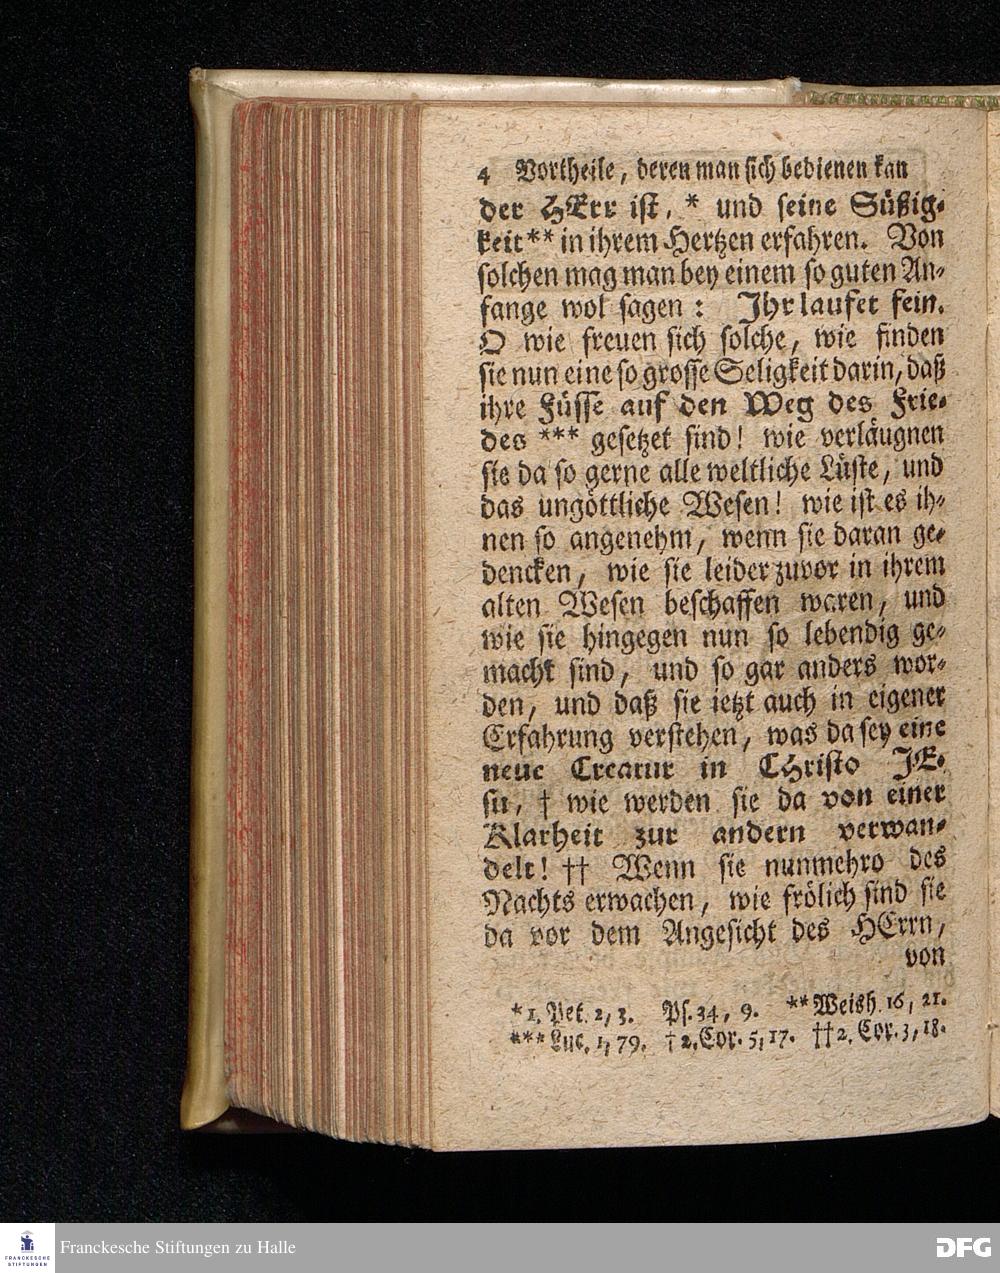 4 Vortheile, deren man sich bedienen kan
der HErr ist, * und seine Süßig-
keit** in ihrem Hertzen erfahren. Von
solchen mag man bey einem so guten An-
fange wol sagen: Ihr laufet fein.
O wie freuen sich solche, wie finden
sie nun eine so grosse Seligkeit darin, daß
ihre Füsse auf den Weg des Frie-
des *** gesetzet sind! wie verläugnen
sie da so gerne alle weltliche Lüste, und
das ungöttliche Wesen! wie ist es ih-
nen so angenehm, wenn sie daran ge-
dencken, wie sie leider zuvor in ihrem
alten Wesen beschaffen waren, und
wie sie hingegen nun so lebendig ge-
macht sind, und so gar anders wor-
den, und daß sie ietzt auch in eigener
Erfahrung verstehen, was da sey eine
neue Creatur in CHristo JE-
su, † wie werden sie da von einer
Klarheit zur andern verwan-
delt! †† Wenn sie nunmehro des
Nachts erwachen, wie frölich sind sie
da vor dem Angesicht des HErrn,
von
*1. Pet. 2, 3. Ps. 34, 9. **Weish. 16, 21.
***Luc. 1, 79. †2. Cor. 5, 17. ††2. Cor. 3, 18.
FRANCKESCHE
STIFTUNGEN
Franckesche Stiftungen zu Halle
DFG